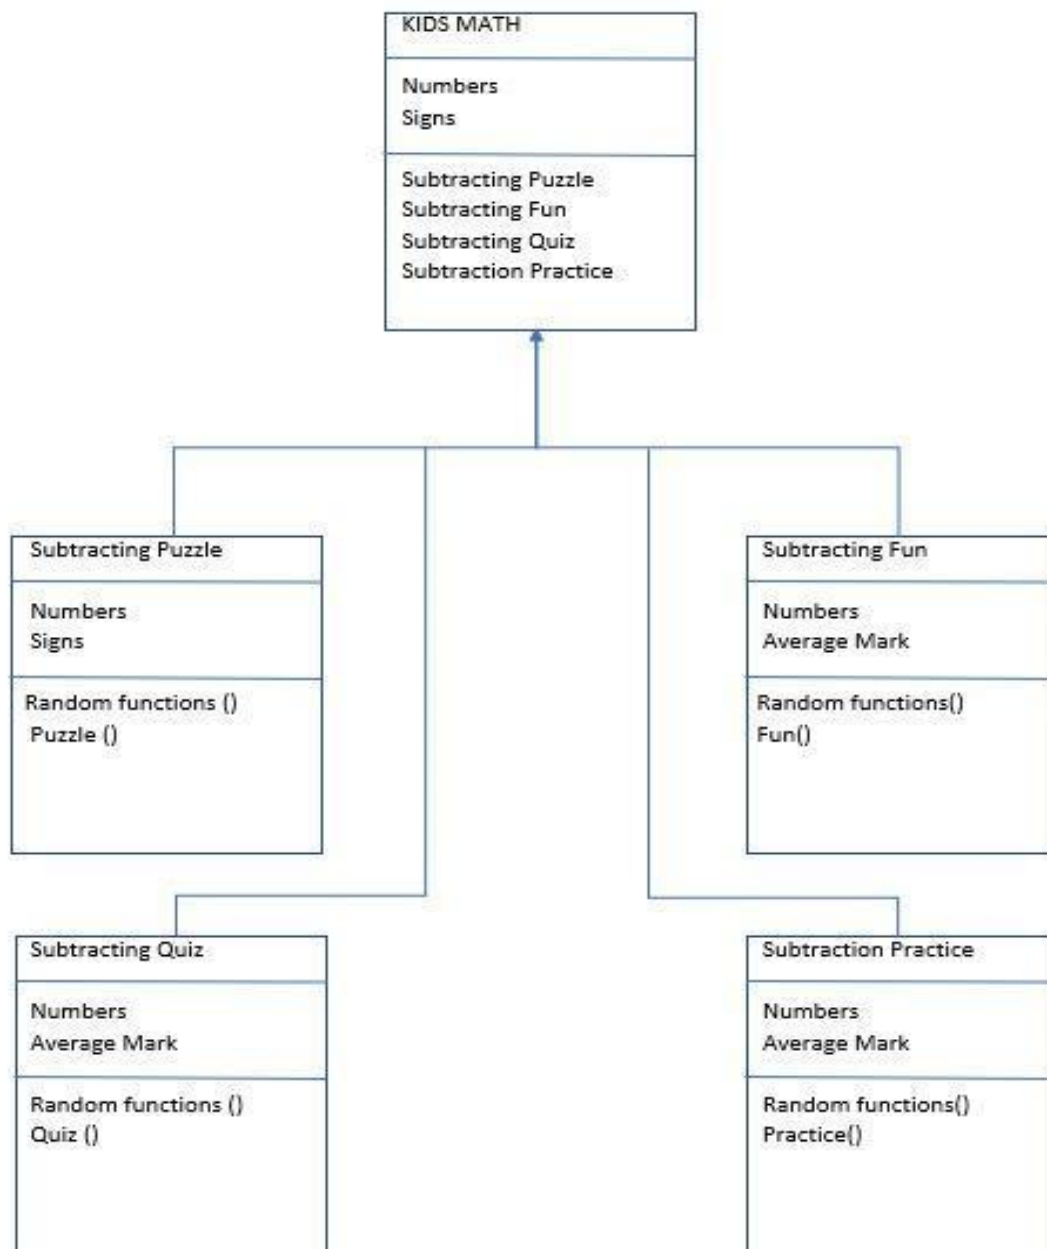 KIDS MATH
Numbers
Signs
Subtracting Puzzle
Subtracting Fun
Subtracting Quiz
Subtraction Practice
Subtracting Puzzle
Numbers
Signs
Random functions ()
Puzzle ()
Subtracting Fun
Numbers
Average Mark
Random functions()
Fun()
Subtracting Quiz
Numbers
Average Mark
Random functions ()
Quiz ()
Subtraction Practice
Numbers
Average Mark
Random functions()
Practice()